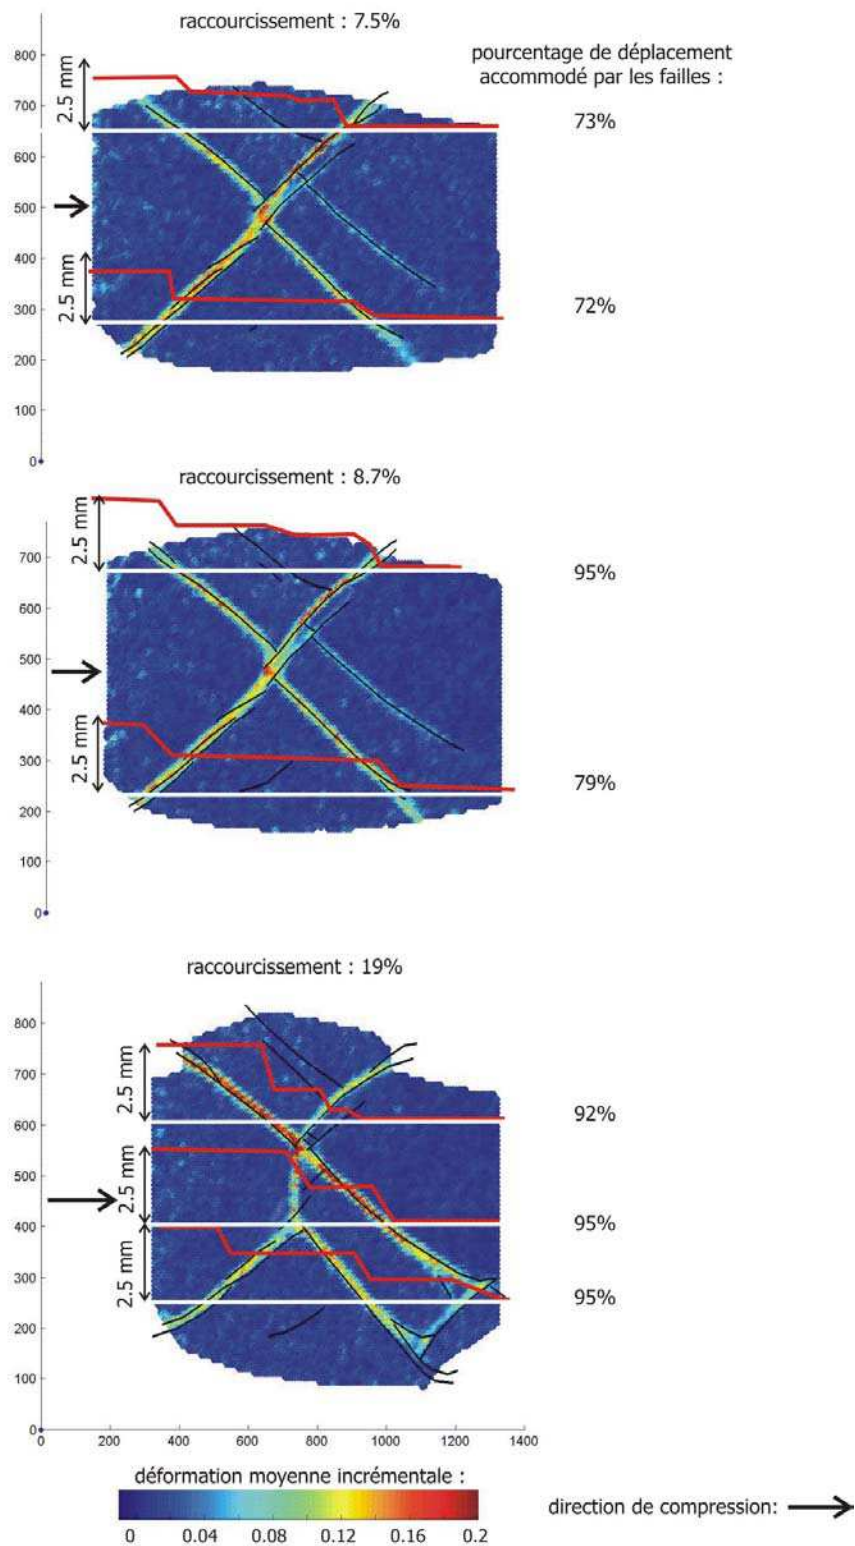 raccourcissement : 7.5%
pourcentage de déplacement
accommodé par les failles :
800
700
600
500
400
300
200
100
0
2.5 mm
2.5 mm
73%
72%
raccourcissement : 8.7%
700
600
500
400
300
200
100
0
2.5 mm
2.5 mm
95%
79%
raccourcissement : 19%
800
700
600
500
400
300
200
100
0
2.5 mm
2.5 mm
2.5 mm
92%
95%
95%
0 200 400 600 800 1000 1200 1400
déformation moyenne incrémentale :
0 0.04 0.08 0.12 0.16 0.2
direction de compression: